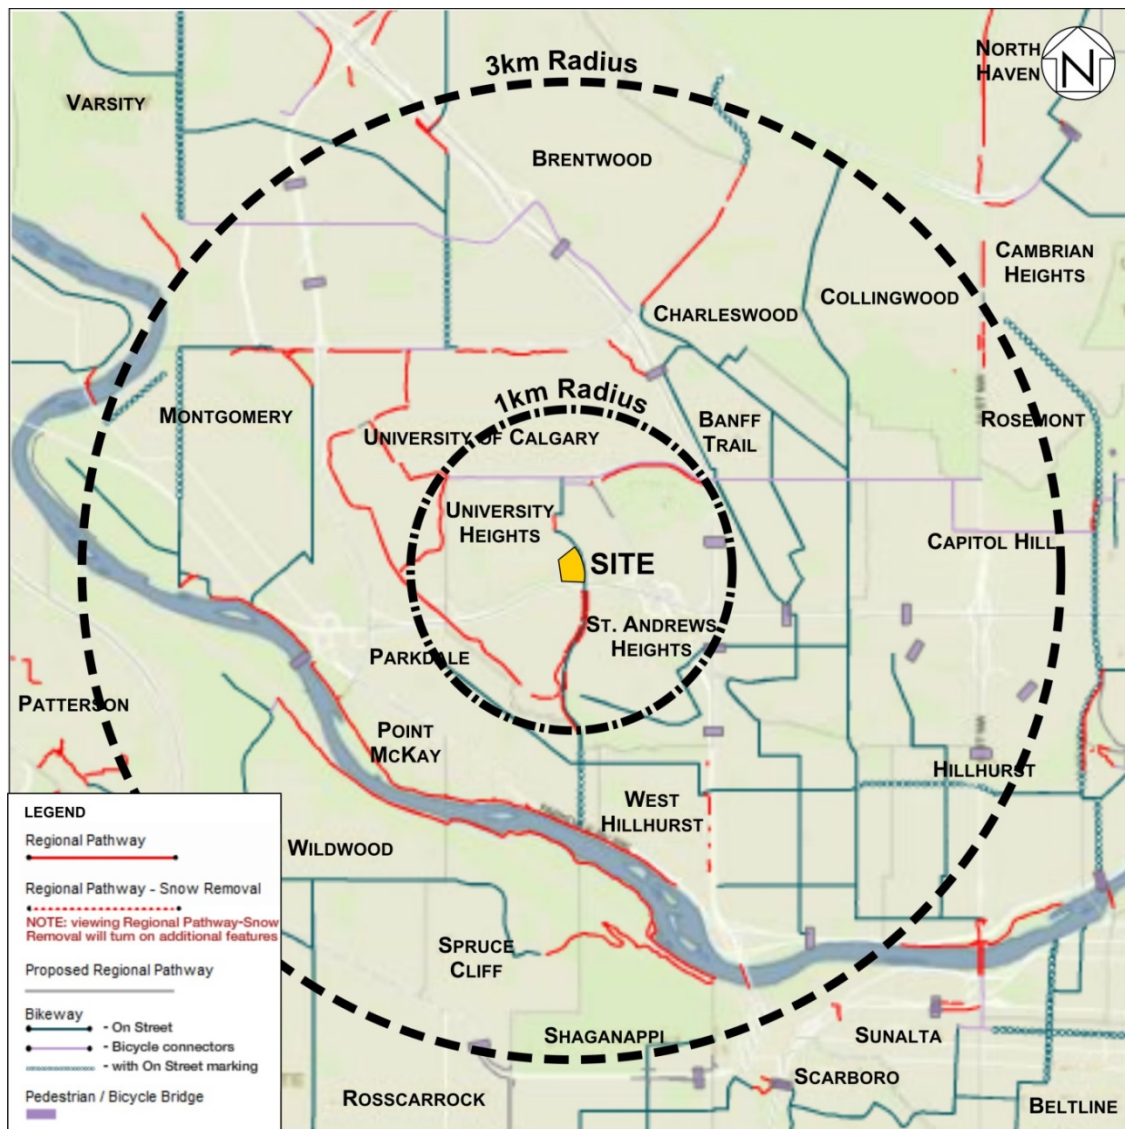 3km Radius
NORTH
HAVEN
N
VARSITY
BRENTWOOD
CAMBRIAN
HEIGHTS
COLLINGWOOD
CHARLESWOOD
1km Radius
MONTGOMERY
BANFF
TRAIL
ROSEMONT
UNIVERSITY OF CALGARY
UNIVERSITY
HEIGHTS
CAPITOL HILL
SITE
ST. ANDREWS
HEIGHTS
PARKDALE
PATTERSON
POINT
MCKAY
HILLHURST
WEST
HILLHURST
WILDWOOD
SPRUCE
CLIFF
SHAGANAPPI
SUNALTA
SCARBORO
ROSSCARROCK
BELTLINE
LEGEND
Regional Pathway
Regional Pathway - Snow Removal
NOTE: viewing Regional Pathway-Snow
Removal will turn on additional features
Proposed Regional Pathway
Bikeway
- On Street
- Bicycle connectors
- with On Street marking
Pedestrian / Bicycle Bridge